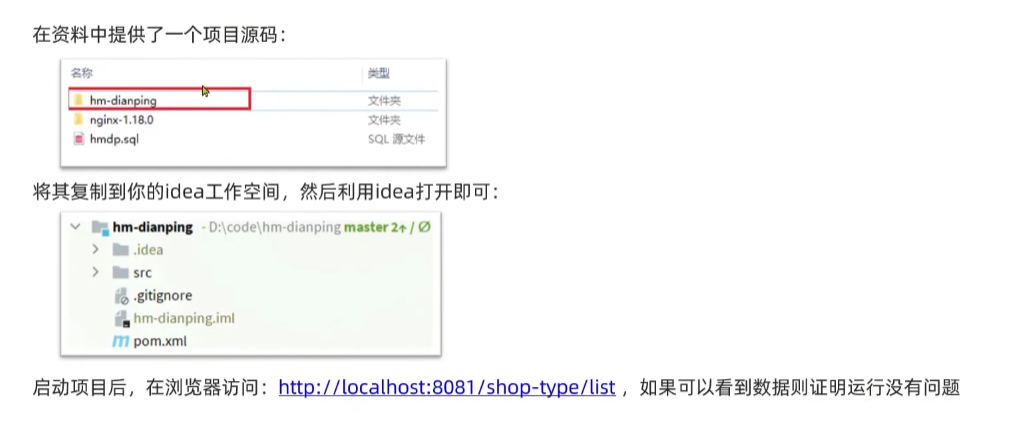 在资料中提供了一个项目源码：
名称 类型
hm-dianping 文件夹
nginx-1.18.0 文件夹
hmdp.sql SQL 源文件
将其复制到你的idea工作空间，然后利用idea打开即可：
hm-dianping - D:\code\hm-dianping master 2↑ / ∅
.idea
src
.gitignore
hm-dianping.iml
pom.xml
启动项目后，在浏览器访问：http://localhost:8081/shop-type/list ，如果可以看到数据则证明运行没有问题